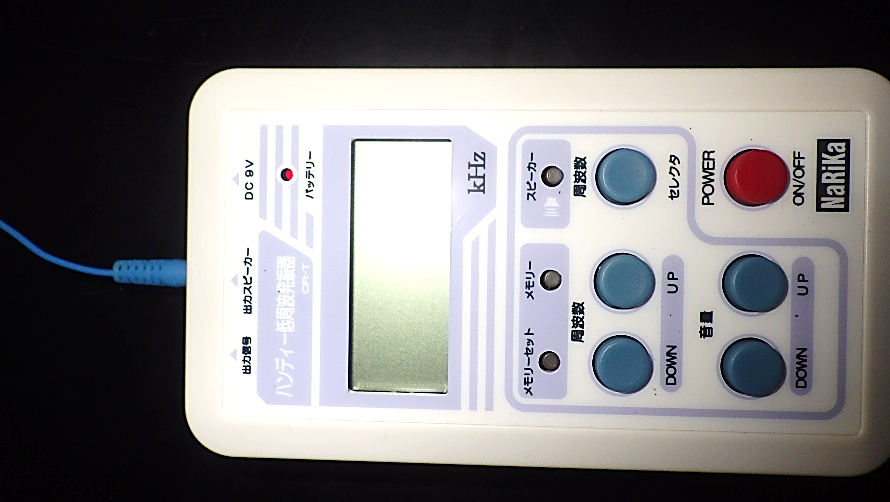 出力信号 出力スピーカー DC 9V
ハンディー低周波発振器
CR-T
バッテリー
kHz
メモリーセット メモリー スピーカー
周波数 周波数
DOWN UP セレクタ
音量 POWER
DOWN UP ON/OFF
NaRiKa